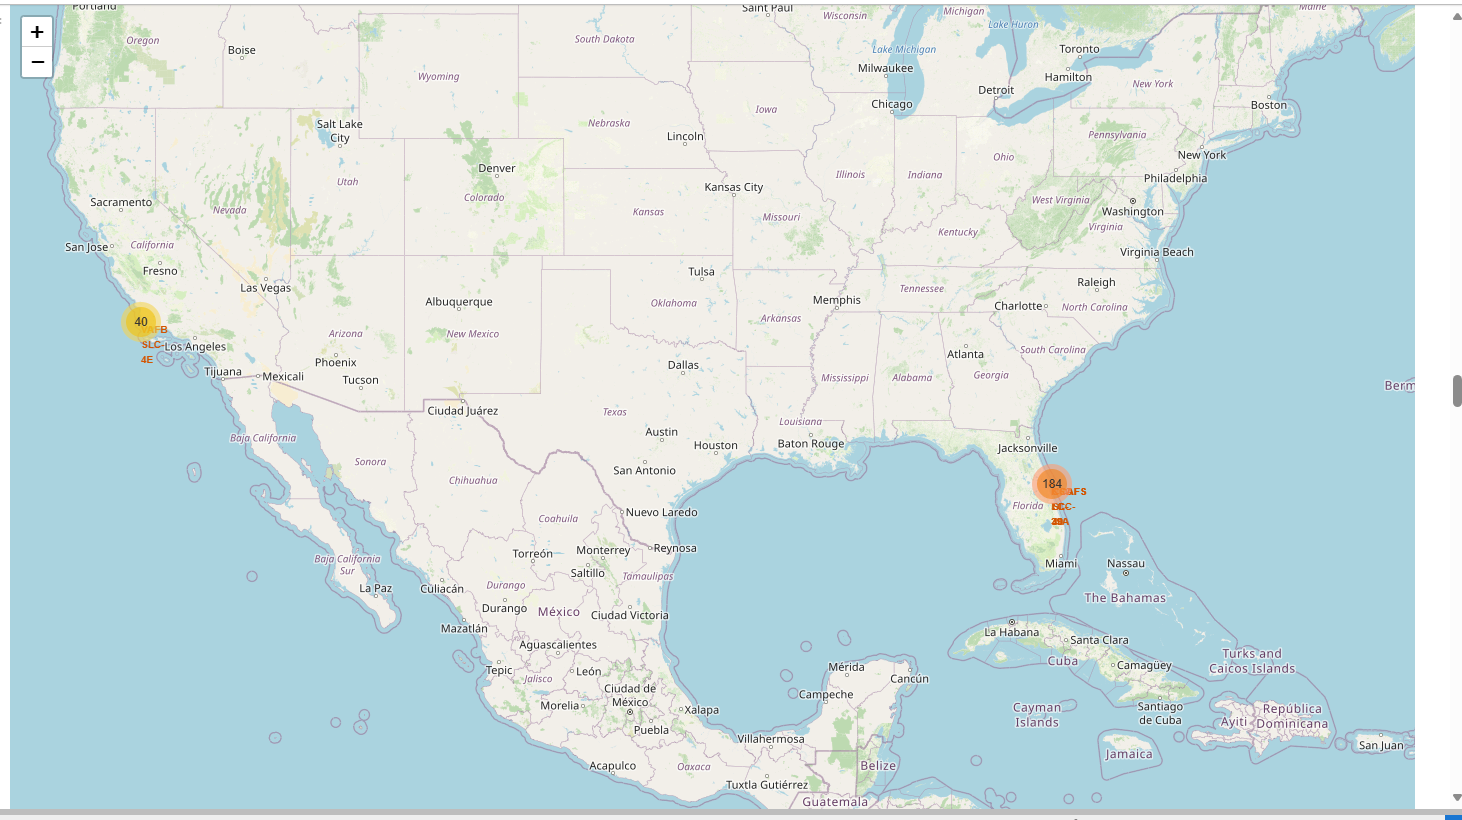 Portland
Saint Paul
Wisconsin
Michigan
Maine
+
−
Oregon
Boise
South Dakota
Lake Huron
Lake Michigan
Toronto
Wyoming
Milwaukee
Hamilton
New York
Detroit
Chicago
Boston
Iowa
Salt Lake
City
Nebraska
Lincoln
Pennsylvania
New York
Ohio
Denver
Utah
Colorado
Kansas City
Illinois
Indiana
Philadelphia
Sacramento
Nevada
Kansas
Missouri
West Virginia
Washington
Virginia
San Jose
California
Kentucky
Virginia Beach
Fresno
Las Vegas
Tulsa
Raleigh
Tennessee
Albuquerque
Oklahoma
Memphis
Charlotte
North Carolina
40
AFB
SLC-
4E
Los Angeles
Arizona
New Mexico
Arkansas
Atlanta
South Carolina
Phoenix
Dallas
Tijuana
Mexicali
Tucson
Mississippi
Alabama
Georgia
Berm
Ciudad Juárez
Texas
Louisiana
Baja California
Austin
Houston
Baton Rouge
Jacksonville
Sonora
San Antonio
Chihuahua
184
AFS
Florida
Coahuila
Nuevo Laredo
Baja California
Sur
Torreón
Monterrey
Reynosa
Saltillo
Tamaulipas
Miami
Nassau
La Paz
Culiacán
Durango
The Bahamas
Durango
México
Ciudad Victoria
Mazatlán
La Habana
Santa Clara
Aguascalientes
Cuba
Camagüey
Turks and
Caicos Islands
Tepic
Jalisco
León
Mérida
Cancún
Ciudad de
México
Campeche
Morelia
Xalapa
Cayman
Islands
Santiago
de Cuba
Ayiti
República
Dominicana
Puebla
Villahermosa
San Juan
Acapulco
Oaxaca
Belize
Jamaica
Tuxtla Gutiérrez
Guatemala